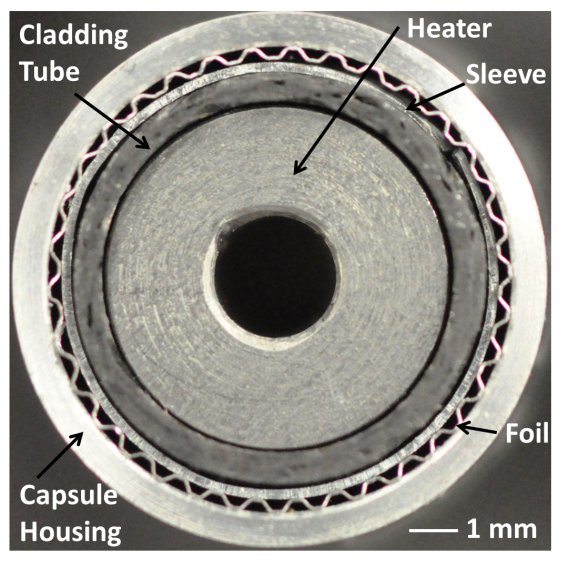 Cladding
Tube
Heater
Sleeve
Foil
Capsule
Housing
1 mm